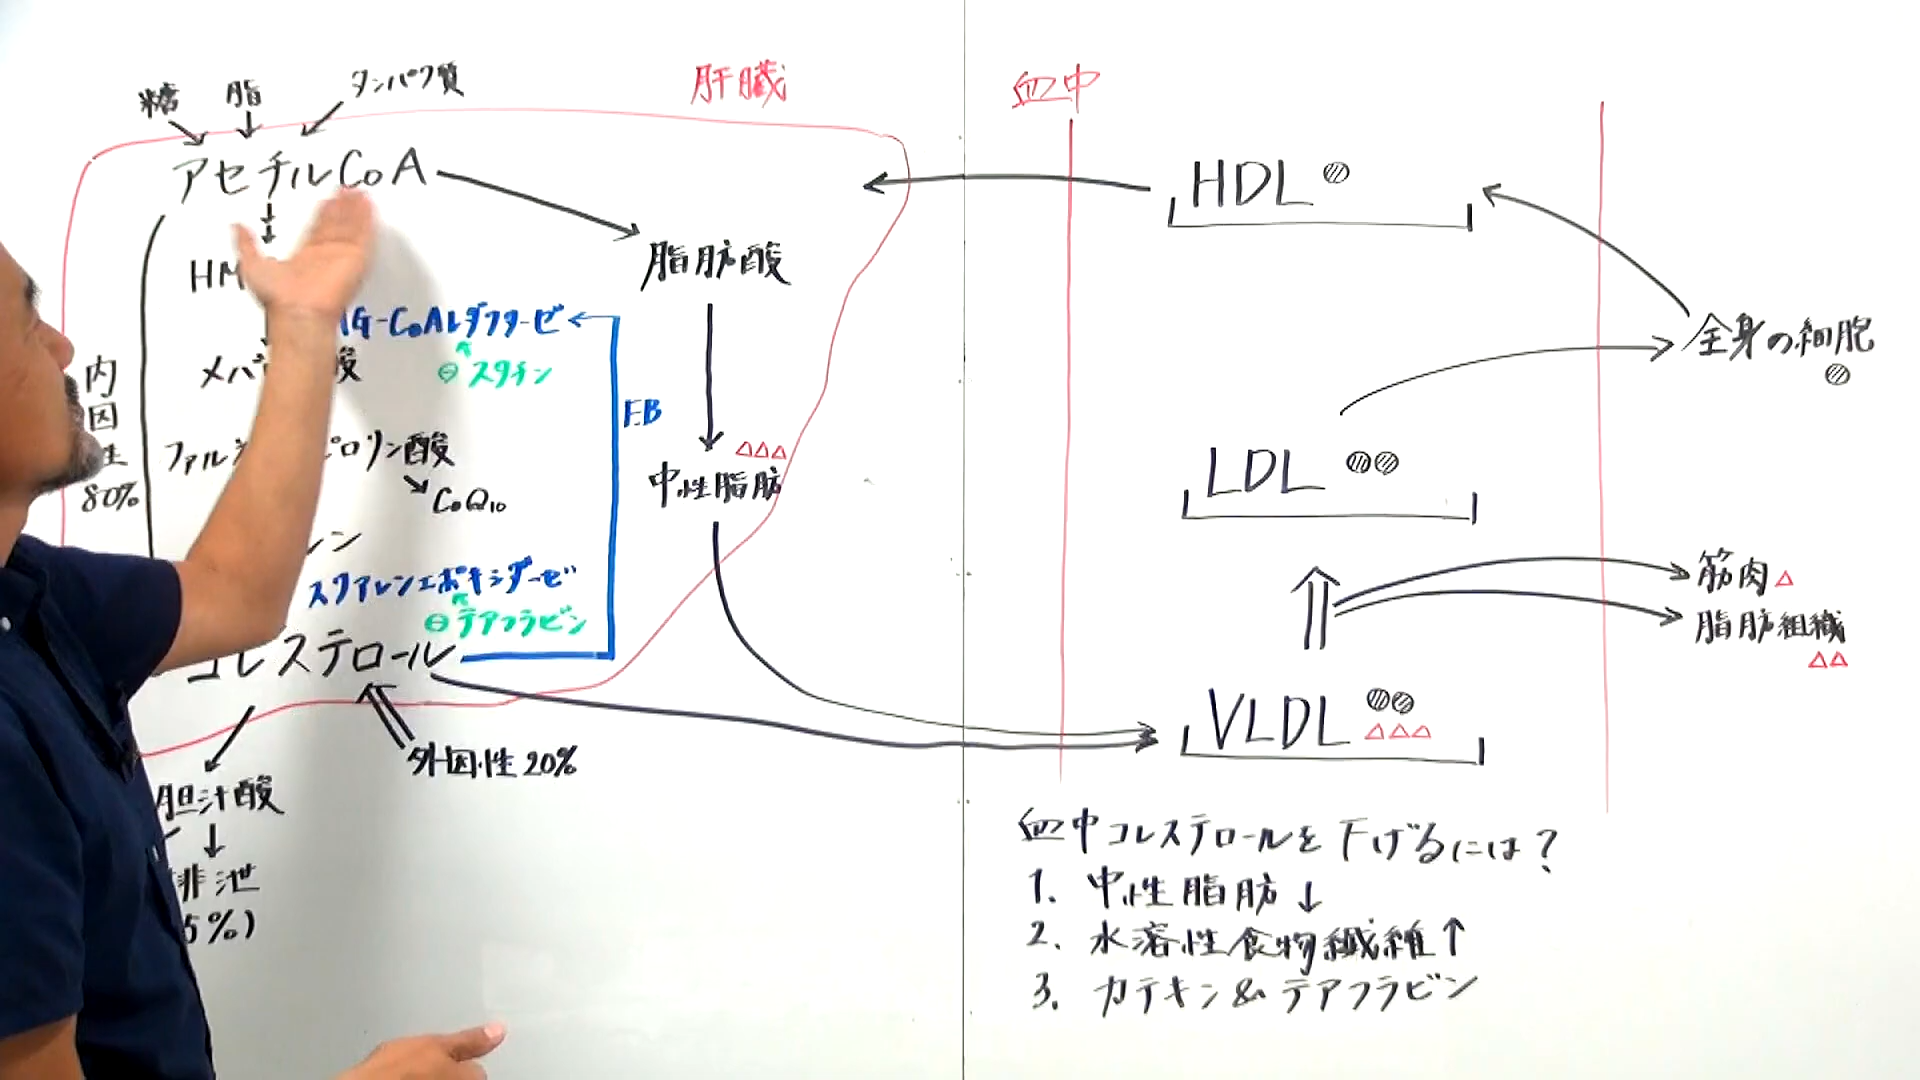 糖 脂 タンパク質
肝臓
アセチルCoA
脂肪酸
HM
G-CoAレダクターゼ
⊖スタチン
F.B
メバ 酸
内因性
80%
ファルネ ピロリン酸
CoQ10
△△△
中性脂肪
レン
スクアレンエポキシダーゼ
⊖テアフラビン
コレステロール
外因性20%
胆汁酸
排泄
5%)
血中
HDL
全身の細胞
LDL
筋肉△
脂肪組織
△△
VLDL
△△△
血中コレステロールを下げるには?
1. 中性脂肪↓
2. 水溶性食物繊維↑
3. カテキン&テアフラビン